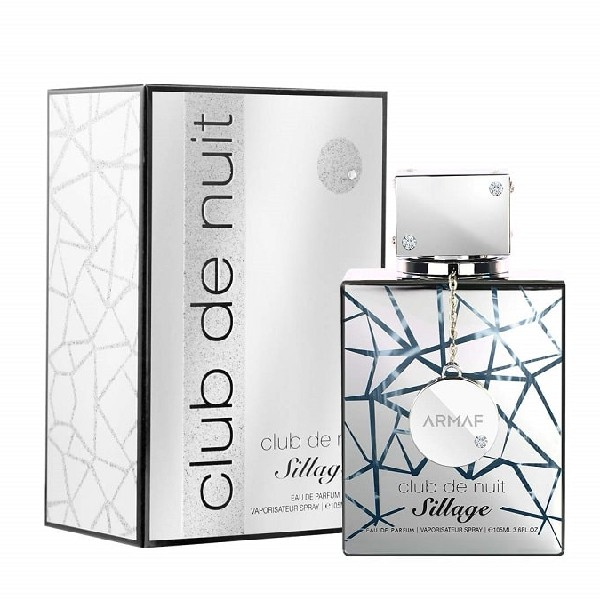 club de nuit
club de n
Sillage
EAU DE PARFUM
VAPORISATEUR SPRAY | ℮105
ARMAF
club de nuit
Sillage
EAU DE PARFUM | VAPORISATEUR SPRAY | ℮105ML 3.6FL.OZ